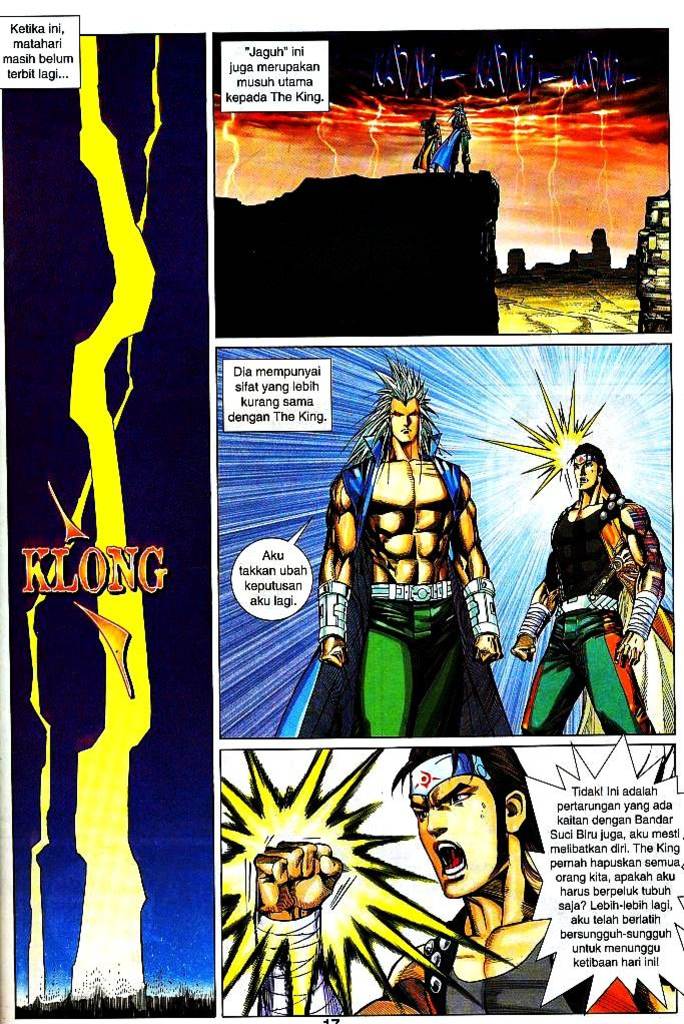 Ketika ini,
matahari
masih belum
terbit lagi...
KLONG
"Jaguh" ini
juga merupakan
musuh utama
kepada The King.
Dia mempunyai
sifat yang lebih
kurang sama
dengan The King.
Aku
takkan ubah
keputusan
aku lagi.
Tidak! Ini adalah
pertarungan yang ada
kaitan dengan Bandar
Suci Biru juga, aku mesti
melibatkan diri. The King
pernah hapuskan semua
orang kita, apakah aku
harus berpeluk tubuh
saja? Lebih-lebih lagi,
aku telah berlatih
bersungguh-sungguh
untuk menunggu
ketibaan hari ini!
17